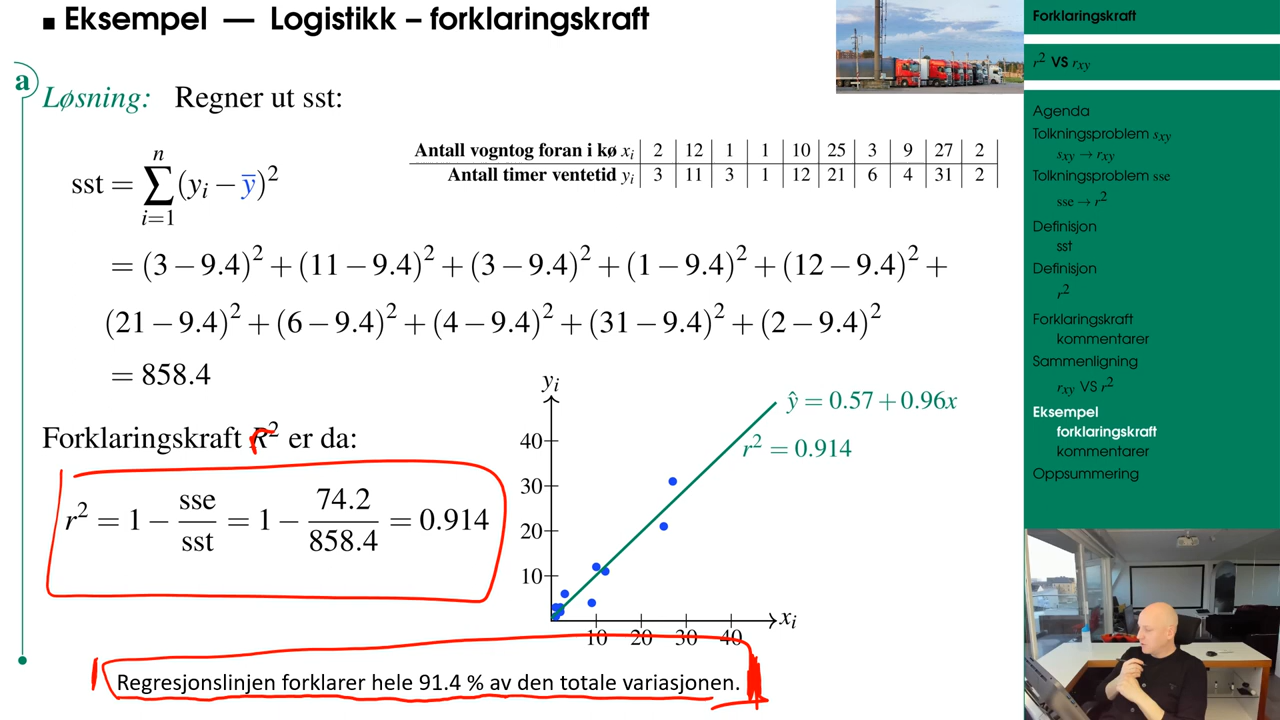 ■ Eksempel — Logistikk – forklaringskraft
a
Løsning: Regner ut sst:
Antall vogntog foran i kø xᵢ | 2 | 12 | 1 | 1 | 10 | 25 | 3 | 9 | 27 | 2
Antall timer ventetid yᵢ | 3 | 11 | 3 | 1 | 12 | 21 | 6 | 4 | 31 | 2
sst = ∑ᵢ₌₁ⁿ (yᵢ − y̅)²
= (3 − 9.4)² + (11 − 9.4)² + (3 − 9.4)² + (1 − 9.4)² + (12 − 9.4)² +
(21 − 9.4)² + (6 − 9.4)² + (4 − 9.4)² + (31 − 9.4)² + (2 − 9.4)²
= 858.4
Forklaringskraft R² er da:
r² = 1 − sse/sst = 1 − 74.2/858.4 = 0.914
yᵢ
40
30
20
10
10 20 30 40
xᵢ
ŷ = 0.57 + 0.96x
r² = 0.914
Regresjonslinjen forklarer hele 91.4 % av den totale variasjonen.
Forklaringskraft
r² VS rₓᵧ
Agenda
Tolkningsproblem sₓᵧ
sₓᵧ → rₓᵧ
Tolkningsproblem sse
sse → r²
Definisjon
sst
Definisjon
r²
Forklaringskraft
kommentarer
Sammenligning
rₓᵧ VS r²
Eksempel
forklaringskraft
kommentarer
Oppsummering